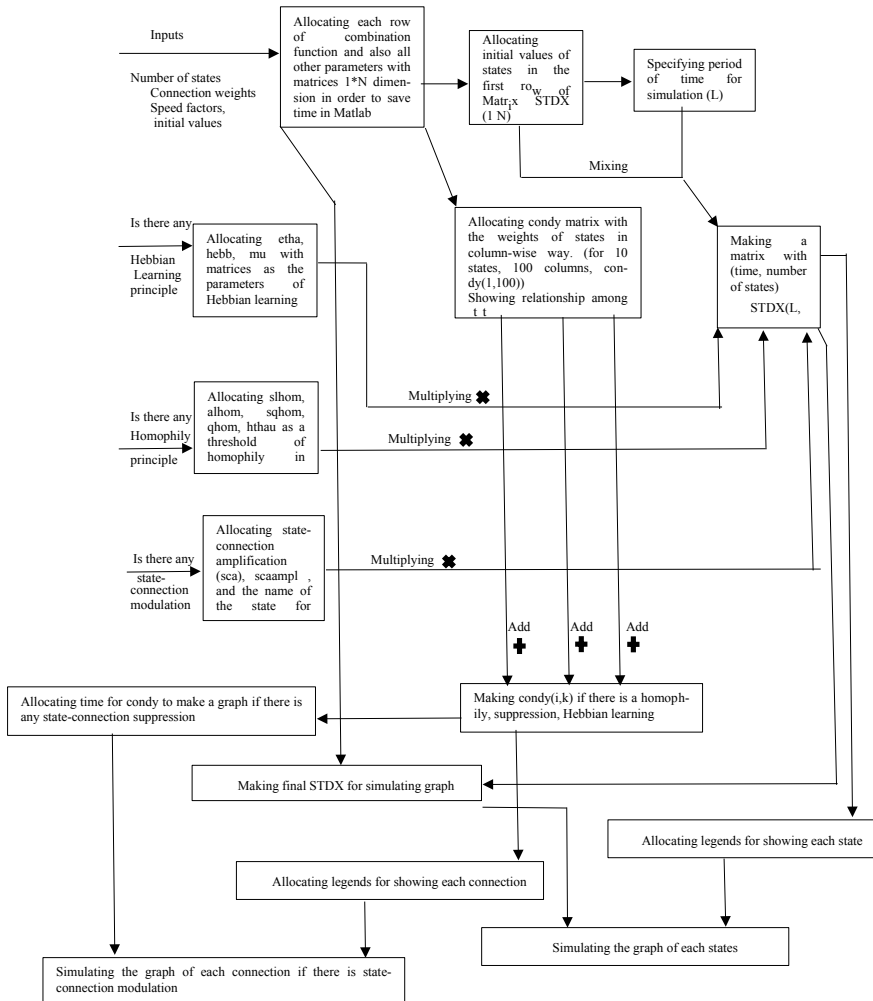 Inputs
Number of states
Connection weights
Speed factors,
initial values
Allocating each row
of combination
function and also all
other parameters with
matrices 1*N dimen-
sion in order to save
time in Matlab
Allocating
initial values of
states in the
first row of
Matrix STDX
(1 N)
Specifying period
of time for
simulation (L)
Mixing
Is there any
Hebbian
Learning
principle
Allocating etha,
hebb, mu with
matrices as the
parameters of
Hebbian learning
Allocating condy matrix with
the weights of states in
column-wise way. (for 10
states, 100 columns, con-
dy(1,100))
Showing relationship among
t t
Making a
matrix with
(time, number
of states)
STDX(L,
Multiplying
Is there any
Homophily
principle
Allocating slhom,
alhom, sqhom,
qhom, hthau as a
threshold of
homophily in
Multiplying
Is there any
state-
connection
modulation
Allocating state-
connection
amplification
(sca), scaampl ,
and the name of
the state for
Multiplying
Add
Add
Add
Allocating time for condy to make a graph if there is
any state-connection suppression
Making condy(i,k) if there is a homoph-
ily, suppression, Hebbian learning
Making final STDX for simulating graph
Allocating legends for showing each state
Allocating legends for showing each connection
Simulating the graph of each states
Simulating the graph of each connection if there is state-
connection modulation